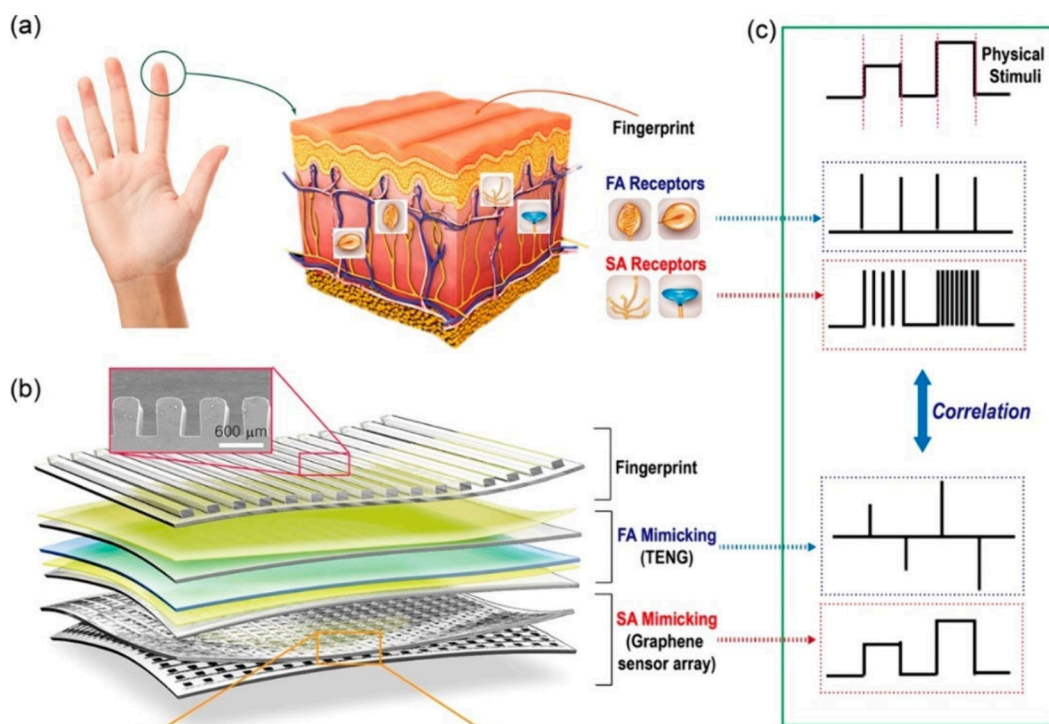 (a)
Fingerprint
FA Receptors
SA Receptors
(b)
600 μm
Fingerprint
FA Mimicking
(TENG)
SA Mimicking
(Graphene
sensor array)
(c)
Physical
Stimuli
Correlation